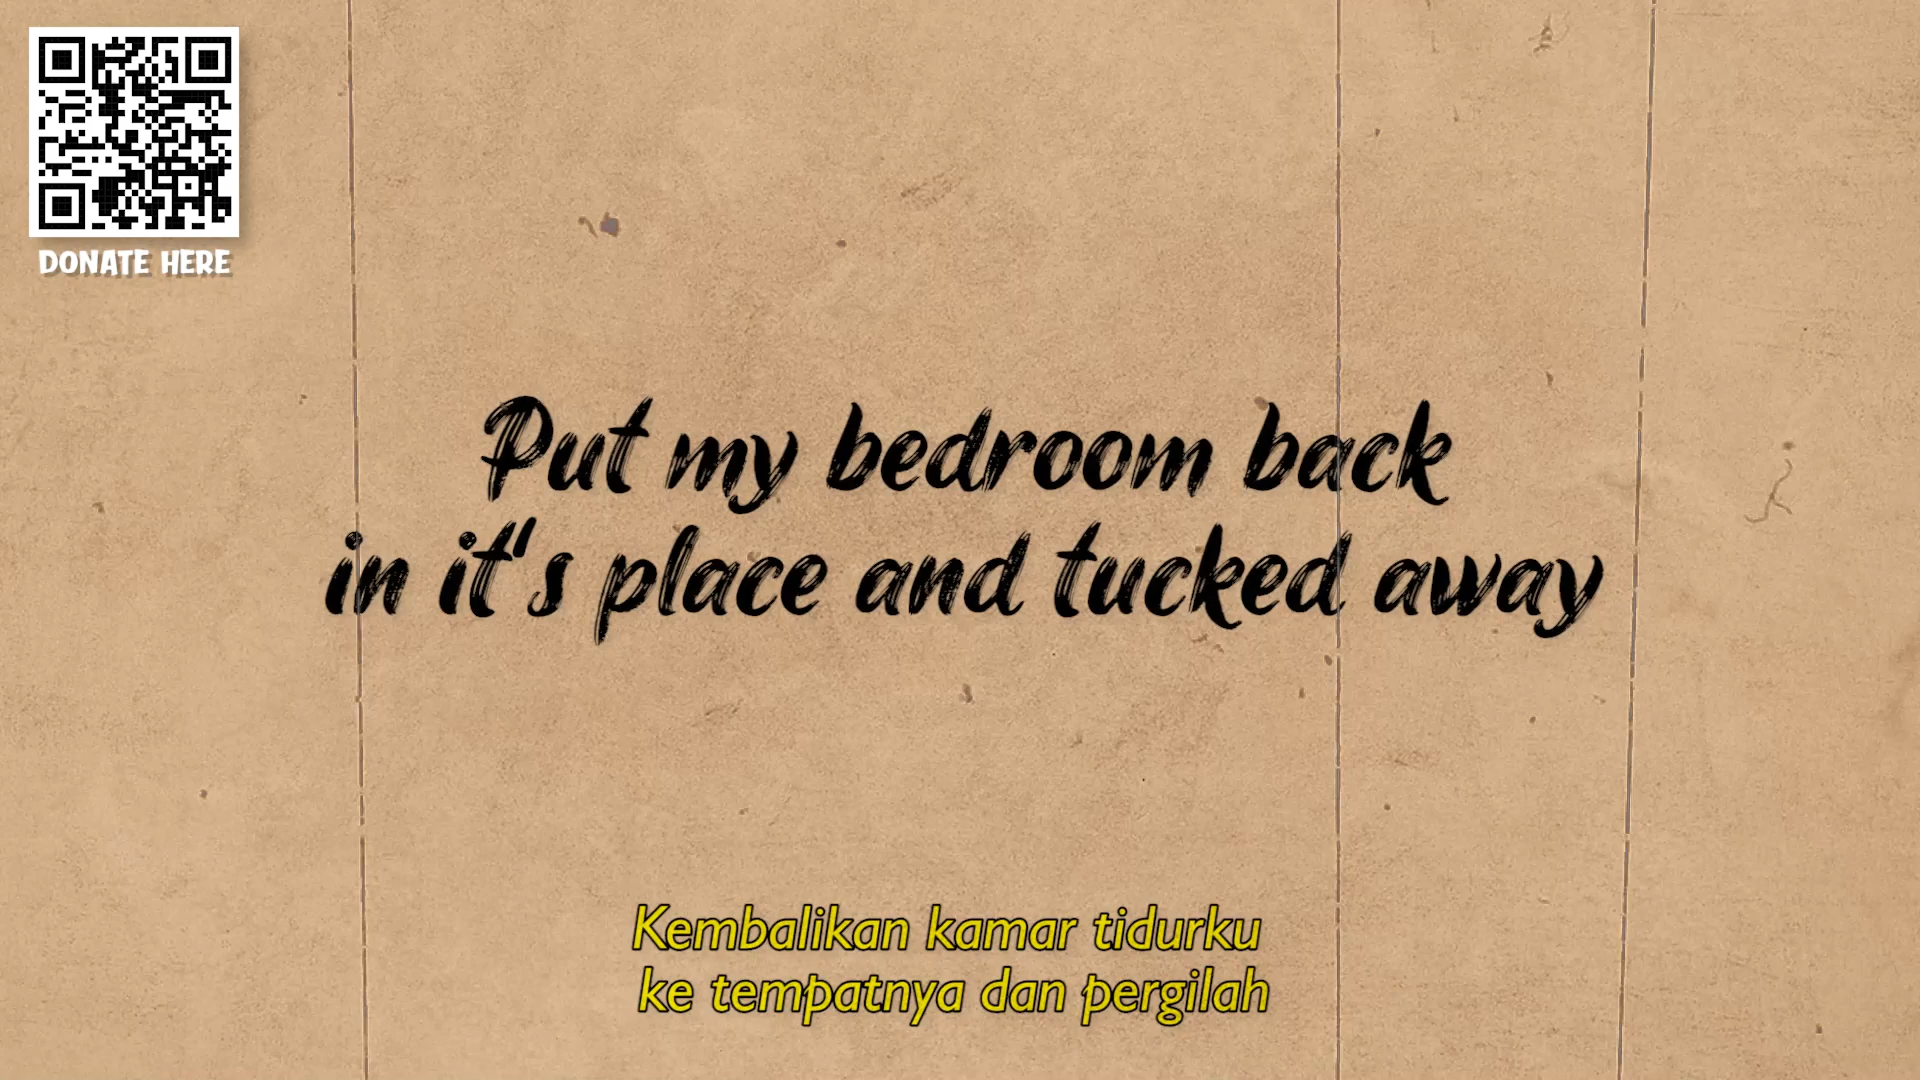 DONATE HERE
Put my bedroom back
in it's place and tucked away
Kembalikan kamar tidurku
ke tempatnya dan pergilah